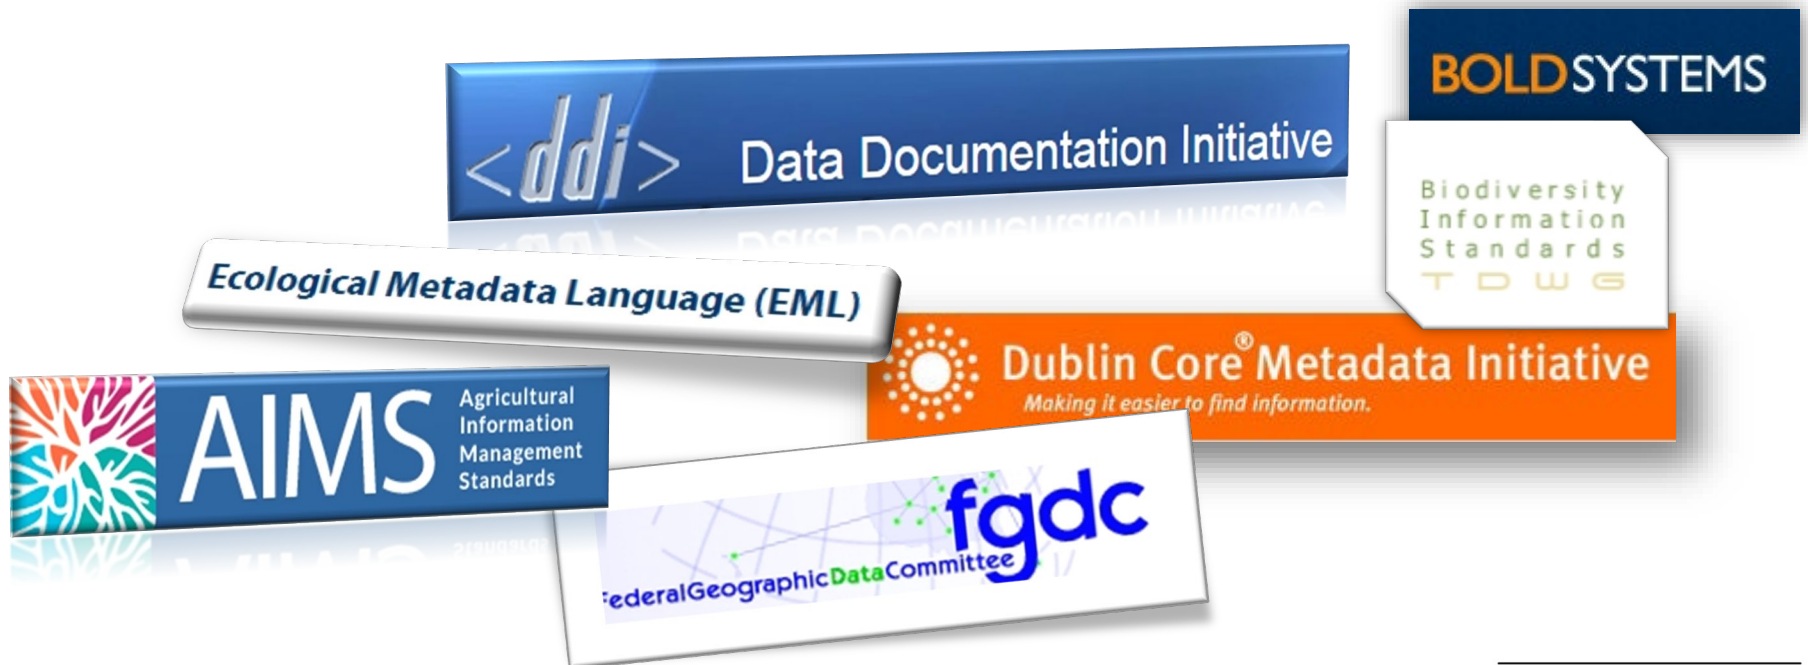 BOLDSYSTEMS
<ddi> Data Documentation Initiative
Biodiversity
Information
Standards
TDWG
Ecological Metadata Language (EML)
Dublin Core® Metadata Initiative
Making it easier to find information.
AIMS
Agricultural
Information
Management
Standards
fgdc
FederalGeographicDataCommittee